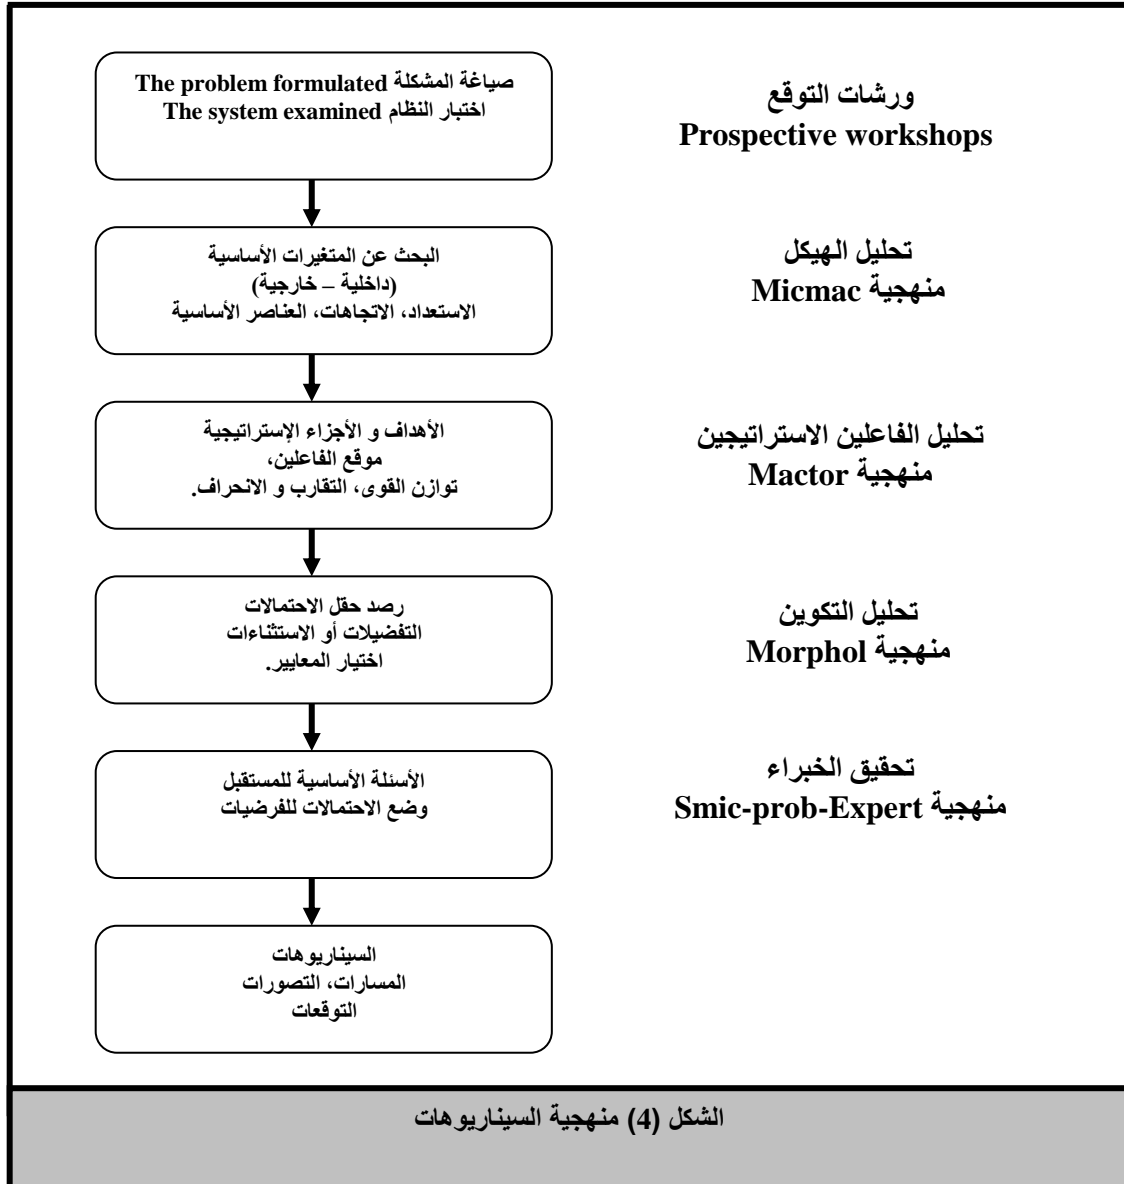 صياغة المشكلة The problem formulated
اختبار النظام The system examined
ورشات التوقع
Prospective workshops
البحث عن المتغيرات الأساسية
(داخلية – خارجية)
الاستعداد، الاتجاهات، العناصر الأساسية
تحليل الهيكل
منهجية Micmac
الأهداف و الأجزاء الإستراتيجية
موقع الفاعلين،
توازن القوى، التقارب و الانحراف.
تحليل الفاعلين الاستراتيجين
منهجية Mactor
رصد حقل الاحتمالات
التفضيلات أو الاستثناءات
اختيار المعايير.
تحليل التكوين
منهجية Morphol
الأسئلة الأساسية للمستقبل
وضع الاحتمالات للفرضيات
تحقيق الخبراء
منهجية Smic-prob-Expert
السيناريوهات
المسارات، التصورات
التوقعات
الشكل (4) منهجية السيناريوهات